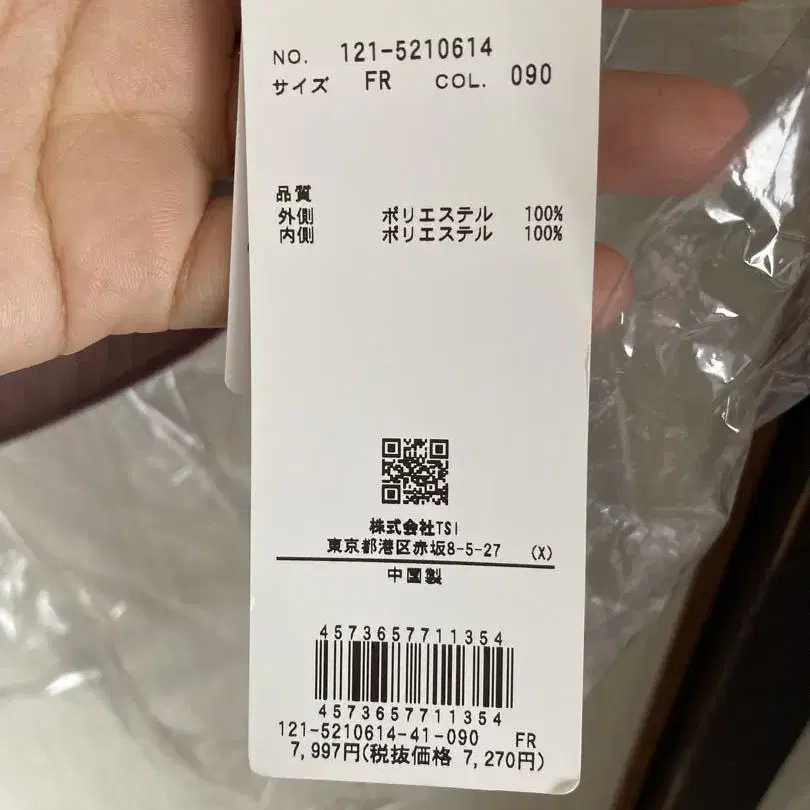 NO. 121-5210614
サイズ FR COL. 090
品質
外側 ポリエステル 100%
内側 ポリエステル 100%
株式会社TSI
東京都港区赤坂8-5-27 (X)
中国製
4573657711354
4573657711354
121-5210614-41-090 FR
7,997円(税抜価格 7,270円)